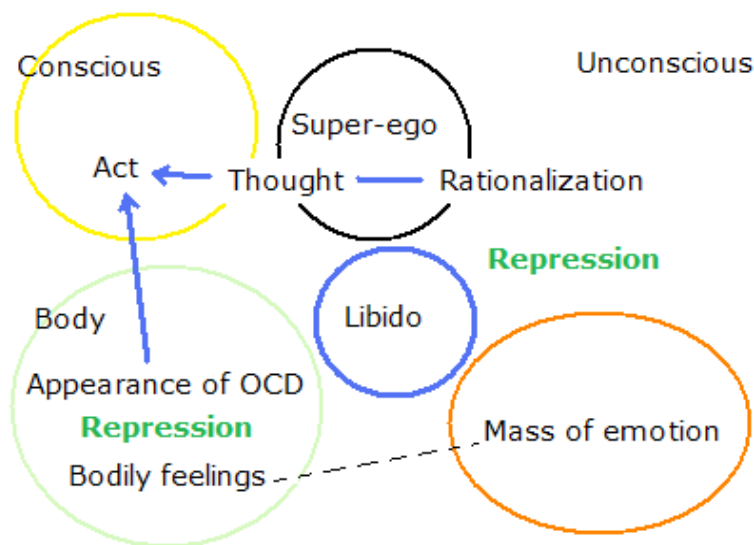 Conscious
Unconscious
Super-ego
Act
Thought
Rationalization
Repression
Body
Libido
Appearance of OCD
Repression
Mass of emotion
Bodily feelings